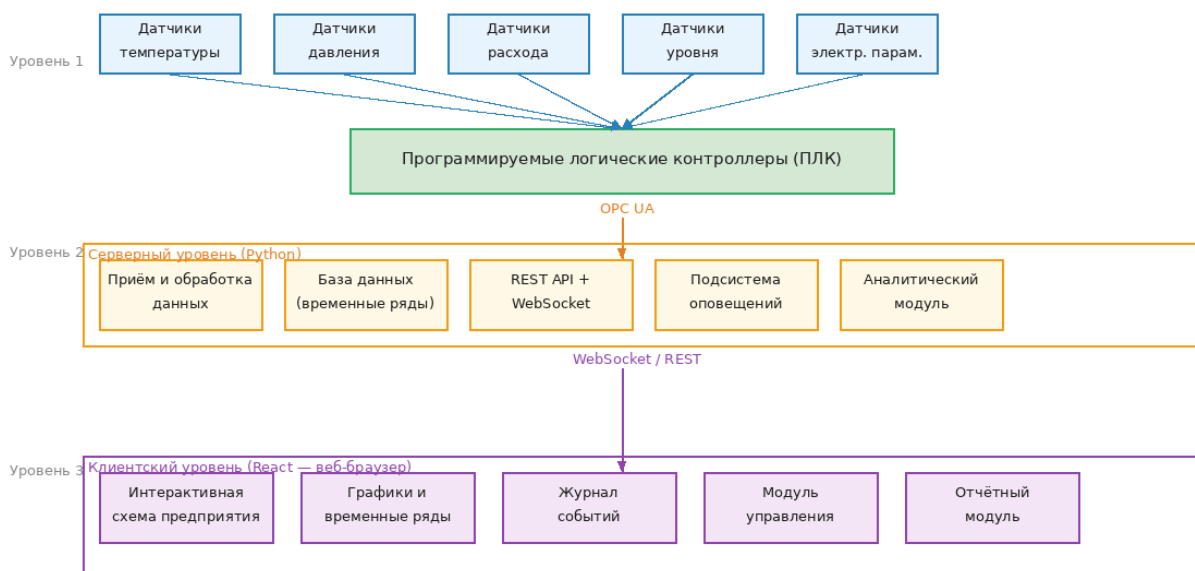 Уровень 1
Датчики
температуры
Датчики
давления
Датчики
расхода
Датчики
уровня
Датчики
электр. парам.
Программируемые логические контроллеры (ПЛК)
OPC UA
Уровень 2
Серверный уровень (Python)
Приём и обработка
данных
База данных
(временные ряды)
REST API +
WebSocket
Подсистема
оповещений
Аналитический
модуль
WebSocket / REST
Уровень 3
Клиентский уровень (React — веб-браузер)
Интерактивная
схема предприятия
Графики и
временные ряды
Журнал
событий
Модуль
управления
Отчётный
модуль